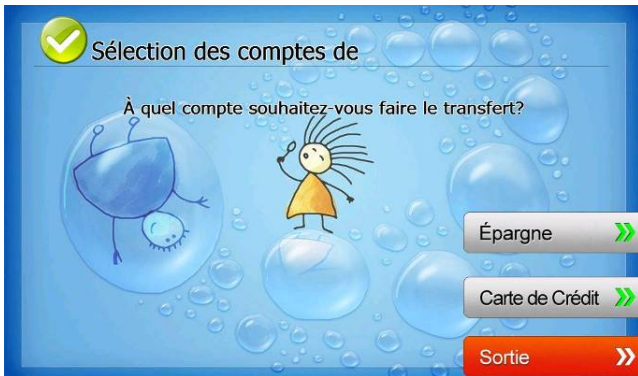 Sélection des comptes de
À quel compte souhaitez-vous faire le transfert?
Épargne
Carte de Crédit
Sortie